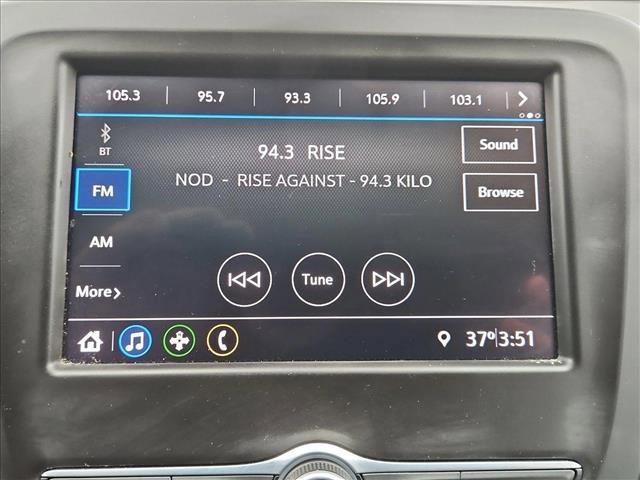 105.3 | 95.7 | 93.3 | 105.9 | 103.1
BT
94.3 RISE
Sound
FM
NOD - RISE AGAINST - 94.3 KILO
Browse
AM
Tune
More
37° 3:51